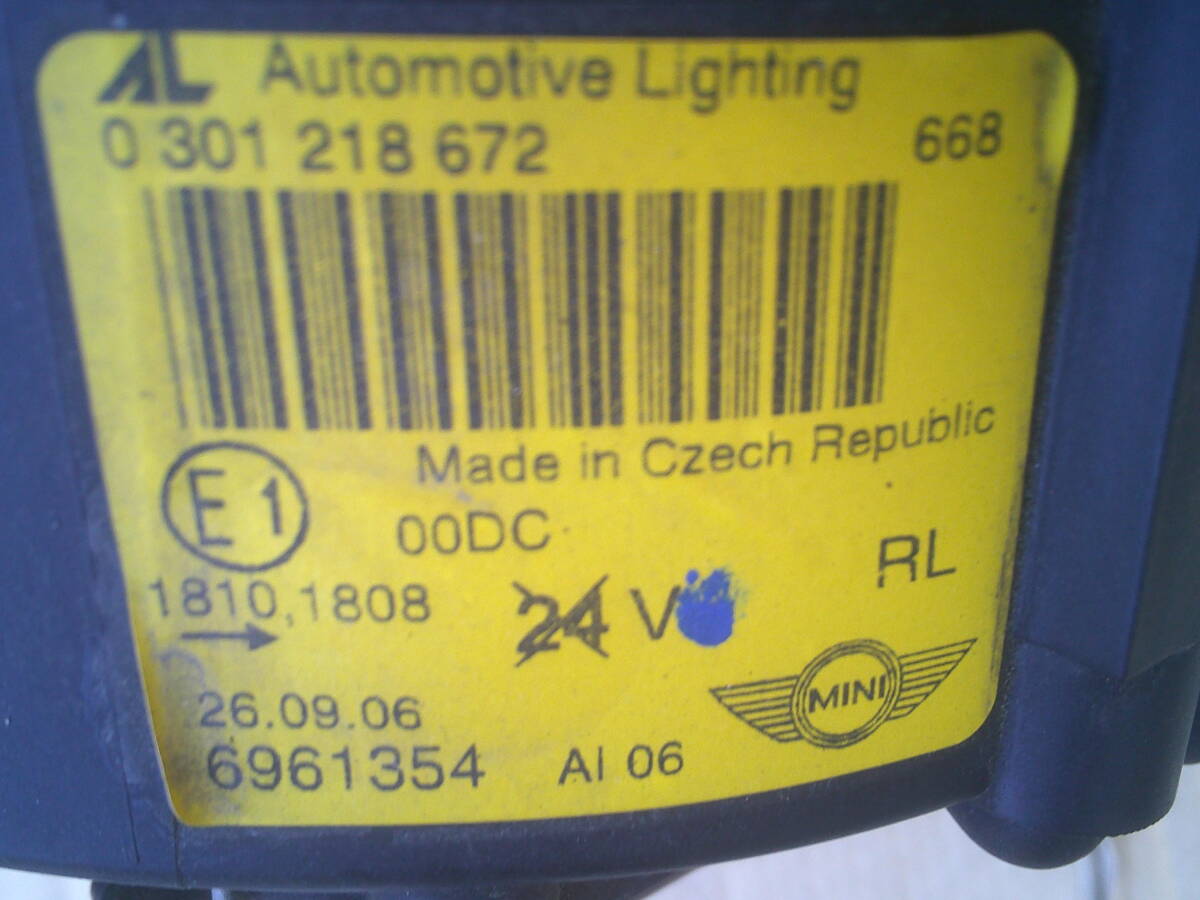 AL Automotive Lighting
0 301 218 672 668
Made in Czech Republic
E1 00DC
RL
1810,1808 24 V
MINI
26.09.06
6961354 AI 06